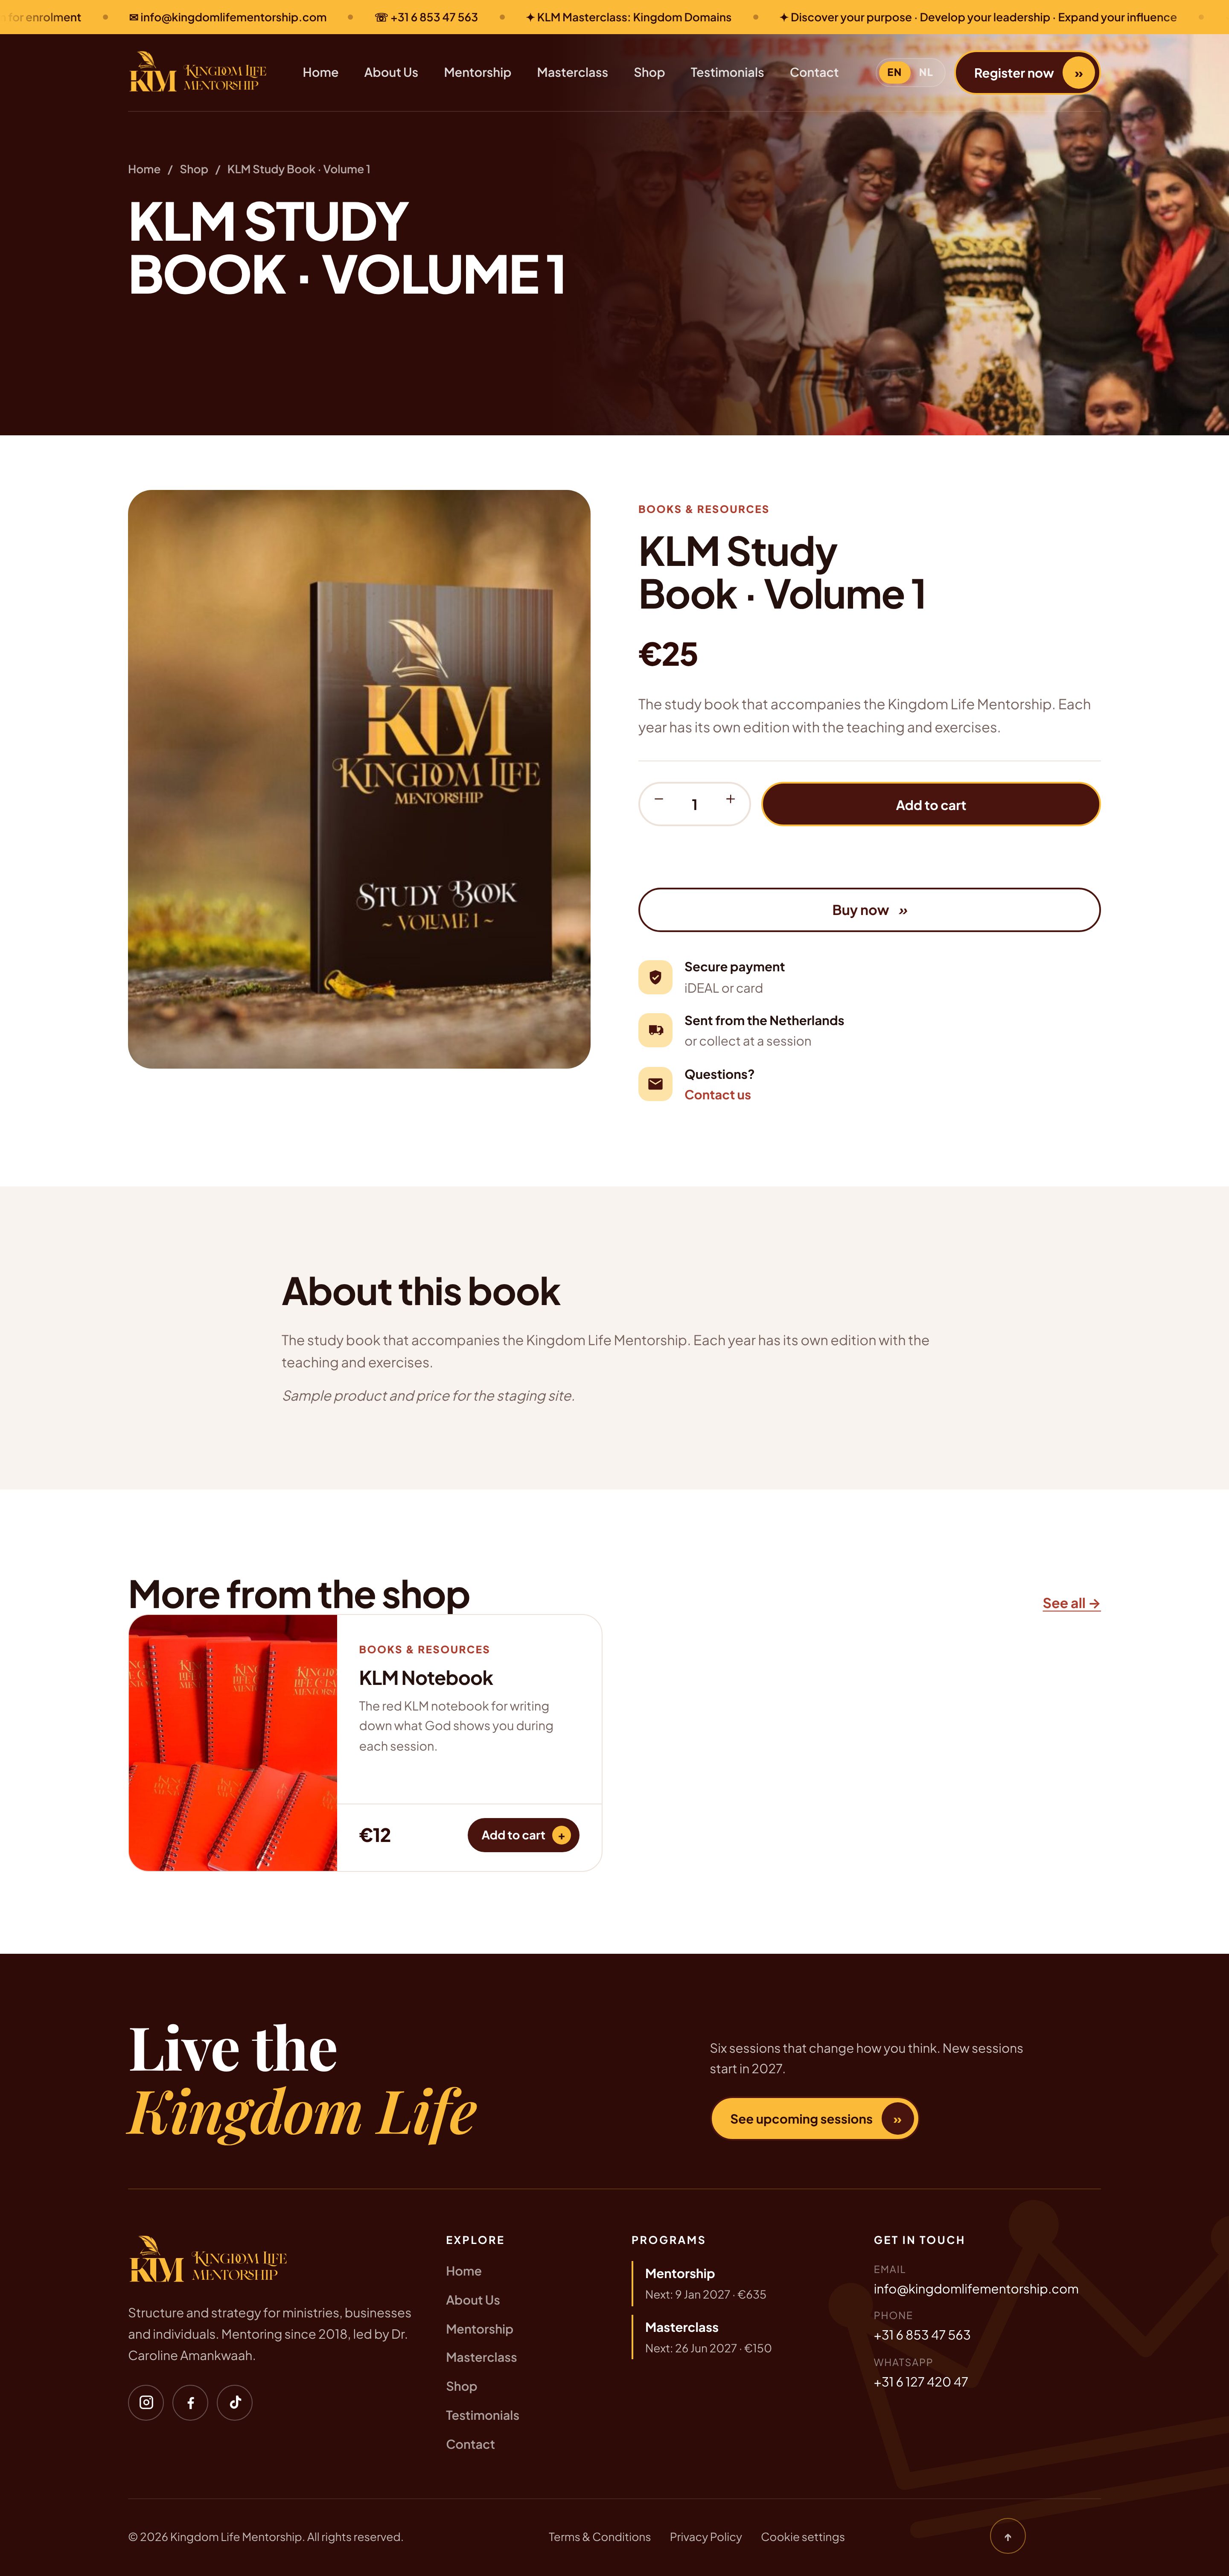 for enrolment • ✉ info@kingdomlifementorship.com • ☏ +31 6 853 47 563 • ✦ KLM Masterclass: Kingdom Domains • ✦ Discover your purpose · Develop your leadership · Expand your influence
KLM KINGDOM LIFE
MENTORSHIP
Home About Us Mentorship Masterclass Shop Testimonials Contact EN NL Register now »
Home / Shop / KLM Study Book · Volume 1
KLM STUDY
BOOK · VOLUME 1
KLM
KINGDOM LIFE
MENTORSHIP
STUDY BOOK
~ VOLUME 1 ~
BOOKS & RESOURCES
KLM Study
Book · Volume 1
€25
The study book that accompanies the Kingdom Life Mentorship. Each
year has its own edition with the teaching and exercises.
− 1 + Add to cart
Buy now »
Secure payment
iDEAL or card
Sent from the Netherlands
or collect at a session
Questions?
Contact us
About this book
The study book that accompanies the Kingdom Life Mentorship. Each year has its own edition with the
teaching and exercises.
Sample product and price for the staging site.
More from the shop
See all →
BOOKS & RESOURCES
KLM Notebook
The red KLM notebook for writing
down what God shows you during
each session.
€12 Add to cart +
Live the
Kingdom Life
Six sessions that change how you think. New sessions
start in 2027.
See upcoming sessions »
KLM KINGDOM LIFE
MENTORSHIP
Structure and strategy for ministries, businesses
and individuals. Mentoring since 2018, led by Dr.
Caroline Amankwaah.
EXPLORE
Home
About Us
Mentorship
Masterclass
Shop
Testimonials
Contact
PROGRAMS
Mentorship
Next: 9 Jan 2027 · €635
Masterclass
Next: 26 Jun 2027 · €150
GET IN TOUCH
EMAIL
info@kingdomlifementorship.com
PHONE
+31 6 853 47 563
WHATSAPP
+31 6 127 420 47
© 2026 Kingdom Life Mentorship. All rights reserved.
Terms & Conditions Privacy Policy Cookie settings ↑